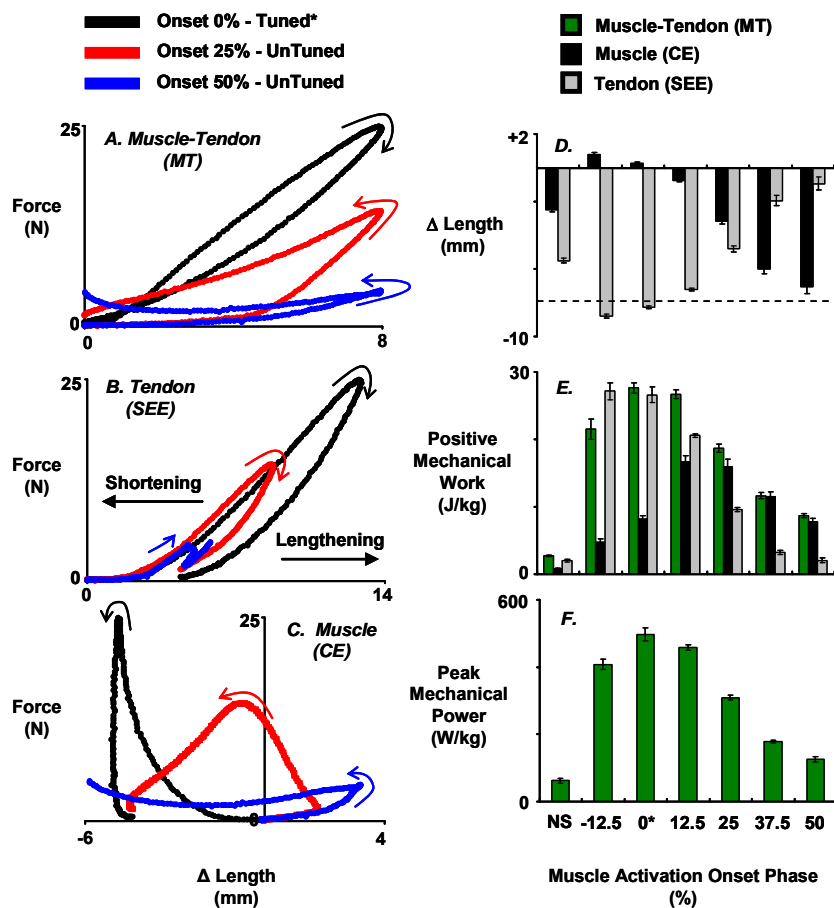 Onset 0% - Tuned*
Onset 25% - UnTuned
Onset 50% - UnTuned
Muscle-Tendon (MT)
Muscle (CE)
Tendon (SEE)
A. Muscle-Tendon
(MT)
25
Force
(N)
0
0
8
B. Tendon
(SEE)
25
Force
(N)
Shortening
Lengthening
0
0
14
C. Muscle
(CE)
25
Force
(N)
0
-6
4
Δ Length
(mm)
D.
+2
Δ Length
(mm)
-10
E.
30
Positive
Mechanical
Work
(J/kg)
0
F.
600
Peak
Mechanical
Power
(W/kg)
0
NS -12.5 0* 12.5 25 37.5 50
Muscle Activation Onset Phase
(%)